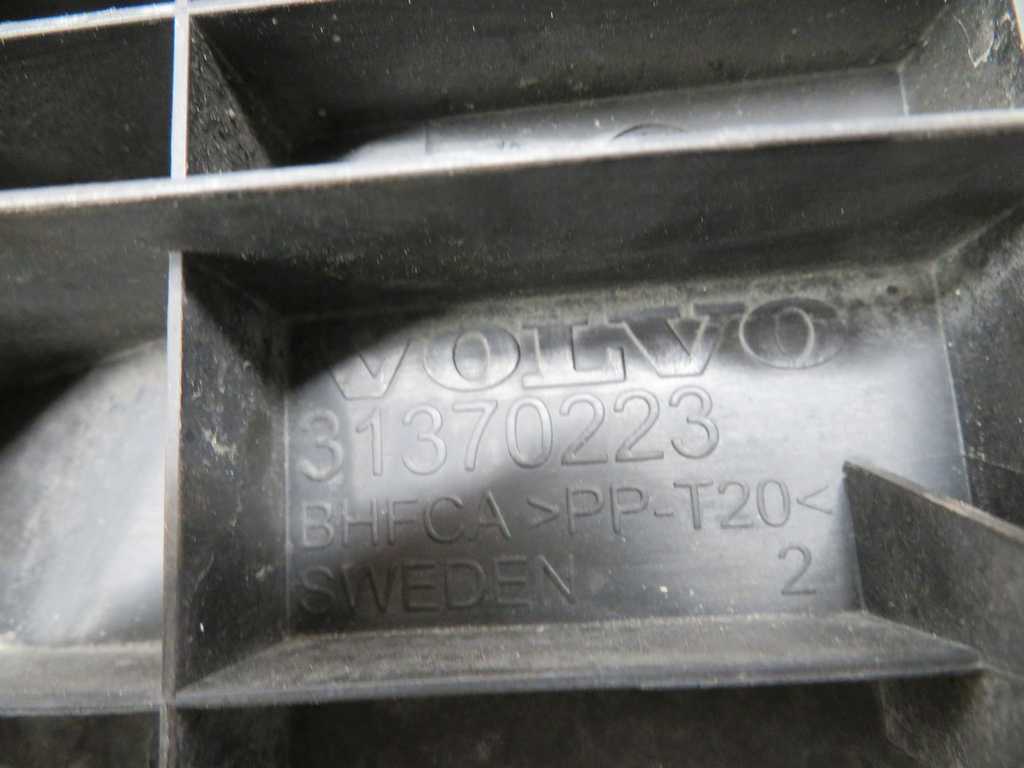 VOLVO
31370223
BHFCA >PP-T20<
SWEDEN 2